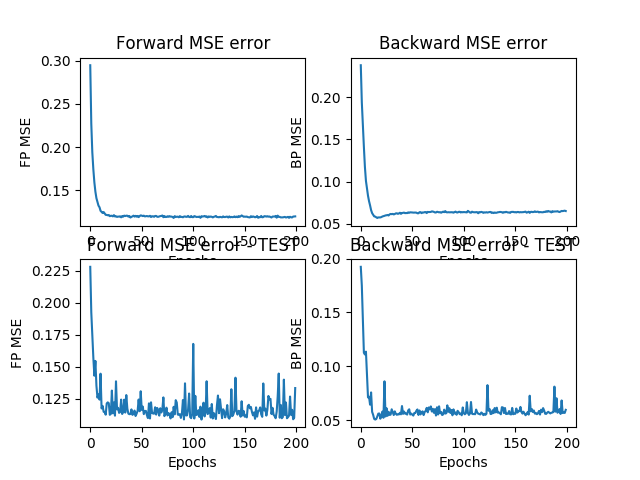 Forward MSE error
Backward MSE error
0.30
0.25
0.20
0.15
FP MSE
0 50 100 150 200
Epochs
0.20
0.15
0.10
0.05
BP MSE
0 50 100 150 200
Epochs
Forward MSE error - TEST
Backward MSE error - TEST
0.225
0.200
0.175
0.150
0.125
FP MSE
0 50 100 150 200
Epochs
0.20
0.15
0.10
0.05
BP MSE
0 50 100 150 200
Epochs